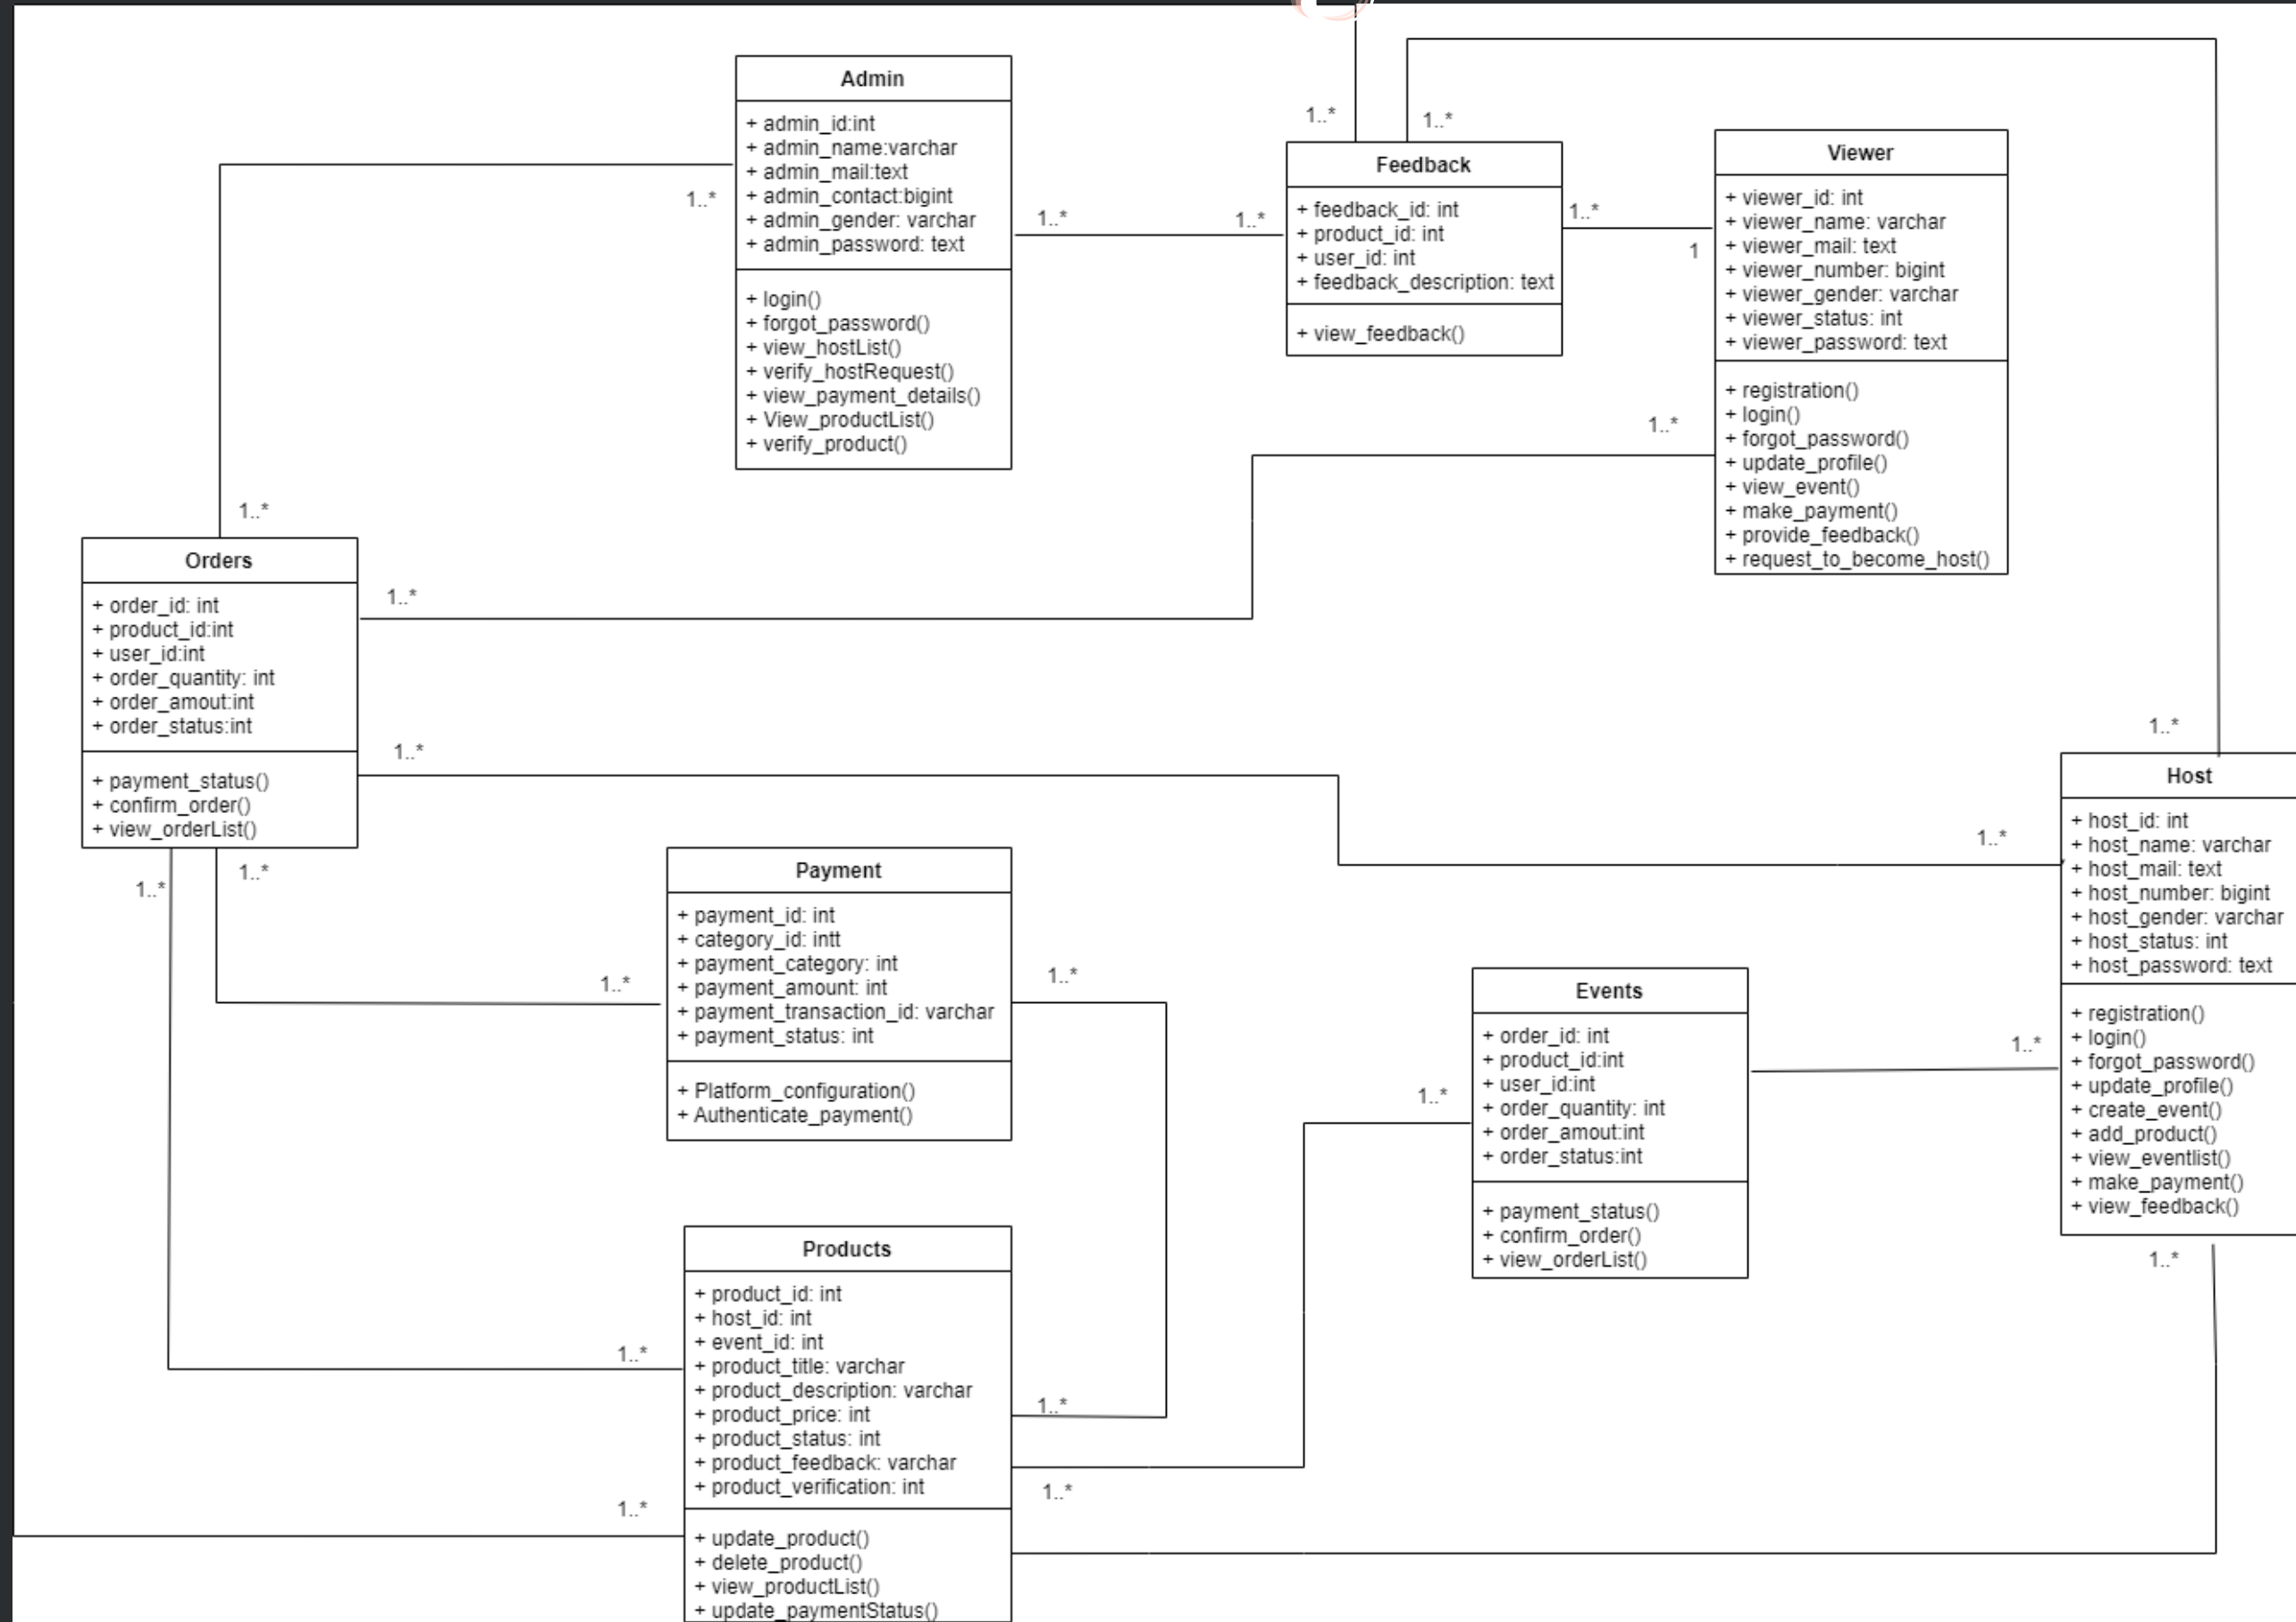 Admin
+ admin_id:int
+ admin_name:varchar
+ admin_mail:text
+ admin_contact:bigint
+ admin_gender: varchar
+ admin_password: text
+ login()
+ forgot_password()
+ view_hostList()
+ verify_hostRequest()
+ view_payment_details()
+ View_productList()
+ verify_product()
1..*
1..*
1..*
1..*
1..*
1..*
Feedback
+ feedback_id: int
+ product_id: int
+ user_id: int
+ feedback_description: text
+ view_feedback()
1..*
1
Viewer
+ viewer_id: int
+ viewer_name: varchar
+ viewer_mail: text
+ viewer_number: bigint
+ viewer_gender: varchar
+ viewer_status: int
+ viewer_password: text
+ registration()
+ login()
+ forgot_password()
+ update_profile()
+ view_event()
+ make_payment()
+ provide_feedback()
+ request_to_become_host()
1..*
Orders
+ order_id: int
+ product_id:int
+ user_id:int
+ order_quantity: int
+ order_amout:int
+ order_status:int
+ payment_status()
+ confirm_order()
+ view_orderList()
1..*
1..*
1..*
1..*
Payment
+ payment_id: int
+ category_id: intt
+ payment_category: int
+ payment_amount: int
+ payment_transaction_id: varchar
+ payment_status: int
+ Platform_configuration()
+ Authenticate_payment()
1..*
1..*
Events
+ order_id: int
+ product_id:int
+ user_id:int
+ order_quantity: int
+ order_amout:int
+ order_status:int
+ payment_status()
+ confirm_order()
+ view_orderList()
1..*
1..*
1..*
1..*
Host
+ host_id: int
+ host_name: varchar
+ host_mail: text
+ host_number: bigint
+ host_gender: varchar
+ host_status: int
+ host_password: text
+ registration()
+ login()
+ forgot_password()
+ update_profile()
+ create_event()
+ add_product()
+ view_eventlist()
+ make_payment()
+ view_feedback()
1..*
Products
+ product_id: int
+ host_id: int
+ event_id: int
+ product_title: varchar
+ product_description: varchar
+ product_price: int
+ product_status: int
+ product_feedback: varchar
+ product_verification: int
+ update_product()
+ delete_product()
+ view_productList()
+ update_paymentStatus()
1..*
1..*
1..*
1..*